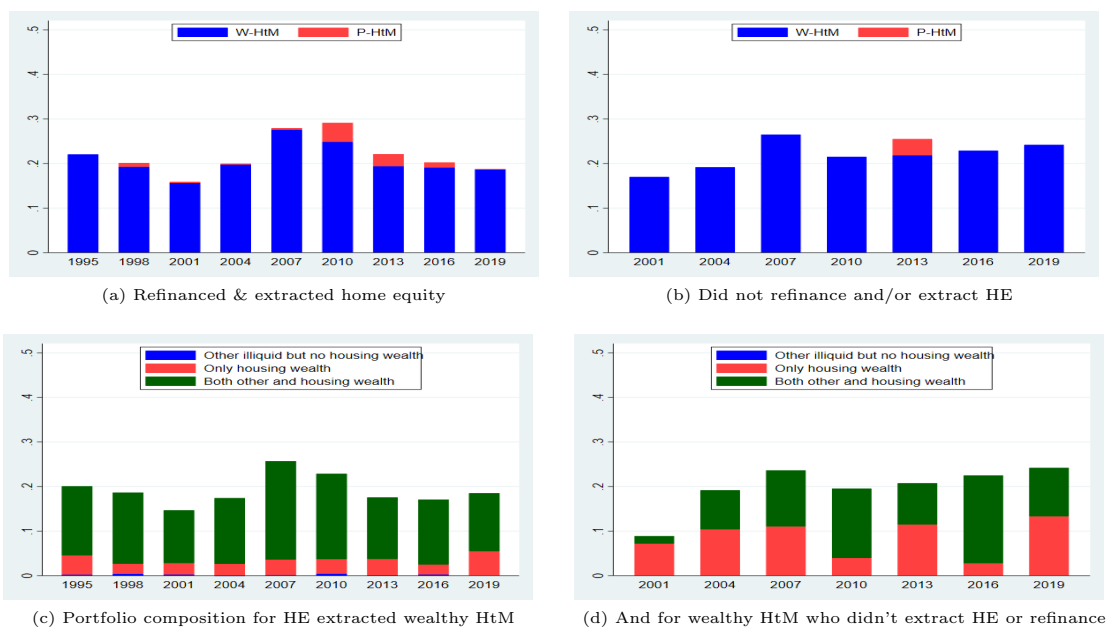 W-HtM P-HtM
.5
.4
.3
.2
.1
0
1995 1998 2001 2004 2007 2010 2013 2016 2019
(a) Refinanced & extracted home equity
W-HtM P-HtM
.5
.4
.3
.2
.1
0
2001 2004 2007 2010 2013 2016 2019
(b) Did not refinance and/or extract HE
Other illiquid but no housing wealth
Only housing wealth
Both other and housing wealth
.5
.4
.3
.2
.1
0
1995 1998 2001 2004 2007 2010 2013 2016 2019
(c) Portfolio composition for HE extracted wealthy HtM
Other illiquid but no housing wealth
Only housing wealth
Both other and housing wealth
.5
.4
.3
.2
.1
0
2001 2004 2007 2010 2013 2016 2019
(d) And for wealthy HtM who didn't extract HE or refinance